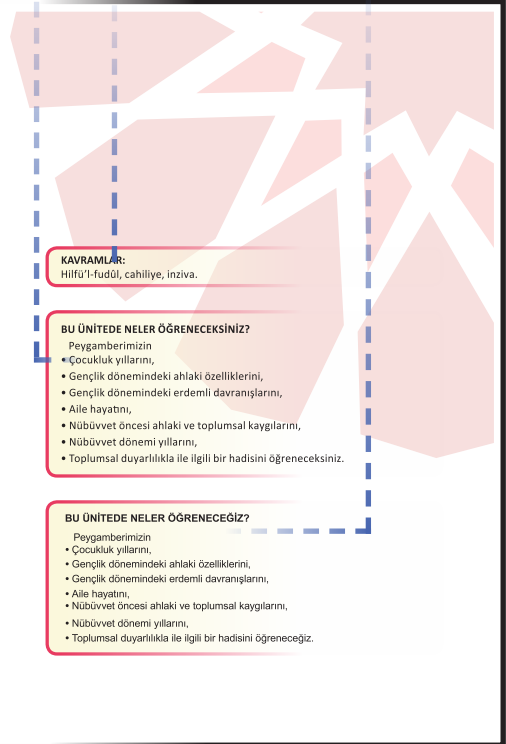 KAVRAMLAR:
Hilfü'l-fudûl, cahiliye, inziva.
BU ÜNİTEDE NELER ÖĞRENECEKSİNİZ?
Peygamberimizin
• Çocukluk yıllarını,
• Gençlik dönemindeki ahlaki özelliklerini,
• Gençlik dönemindeki erdemli davranışlarını,
• Aile hayatını,
• Nübüvvet öncesi ahlaki ve toplumsal kaygılarını,
• Nübüvvet dönemi yıllarını,
• Toplumsal duyarlılıkla ile ilgili bir hadisini öğreneceksiniz.
BU ÜNİTEDE NELER ÖĞRENECEĞİZ?
Peygamberimizin
• Çocukluk yıllarını,
• Gençlik dönemindeki ahlaki özelliklerini,
• Gençlik dönemindeki erdemli davranışlarını,
• Aile hayatını,
• Nübüvvet öncesi ahlaki ve toplumsal kaygılarını,
• Nübüvvet dönemi yıllarını,
• Toplumsal duyarlılıkla ile ilgili bir hadisini öğreneceğiz.